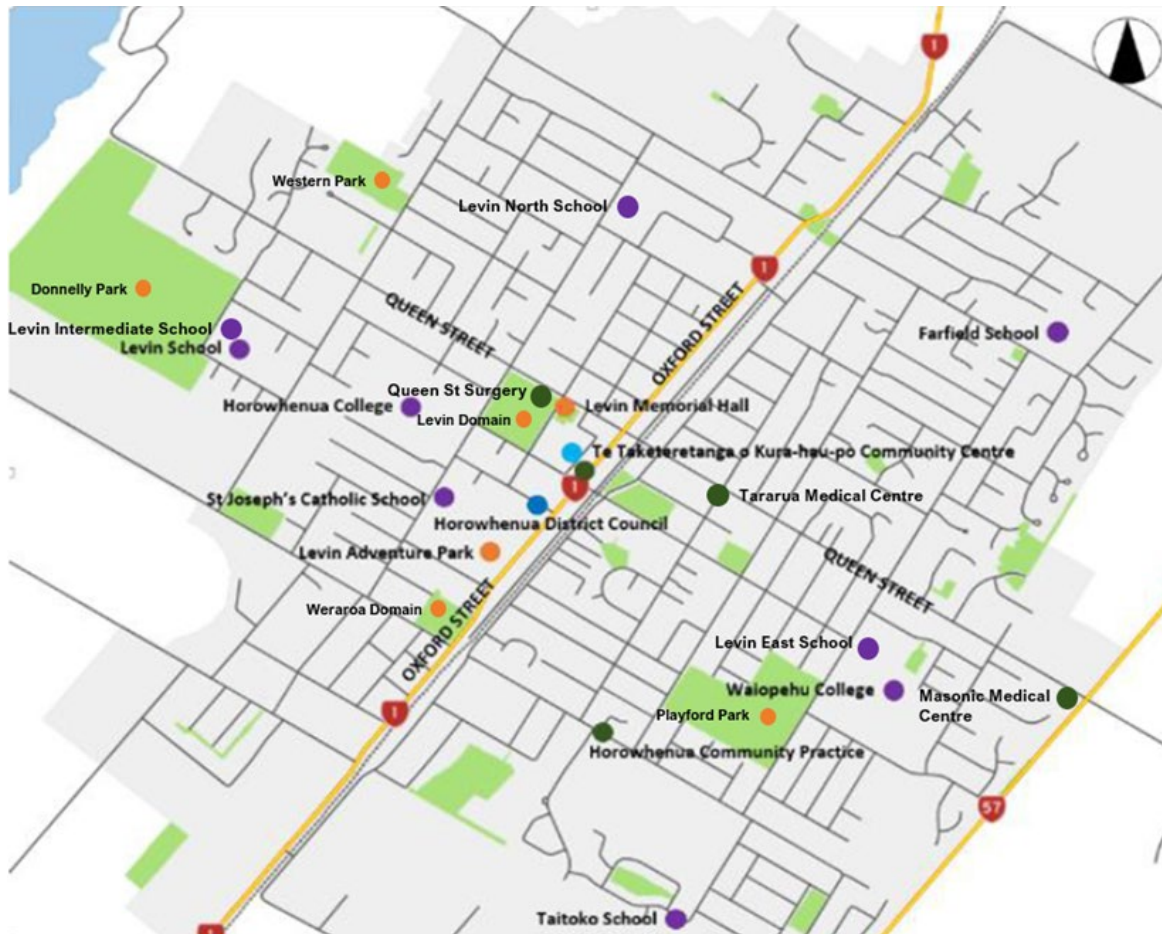 1
Western Park
Levin North School
1
Donnelly Park
QUEEN STREET
OXFORD STREET
Levin Intermediate School
Levin School
Farfield School
Queen St Surgery
Horowhenua College
Levin Domain
Levin Memorial Hall
Te Taketeretanga o Kura-hau-pō Community Centre
1
St Joseph's Catholic School
Tararua Medical Centre
Horowhenua District Council
Levin Adventure Park
QUEEN STREET
Weraroa Domain
OXFORD STREET
Levin East School
Waiopehu College
Masonic Medical
Centre
1
Playford Park
Horowhenua Community Practice
57
Taitoko School